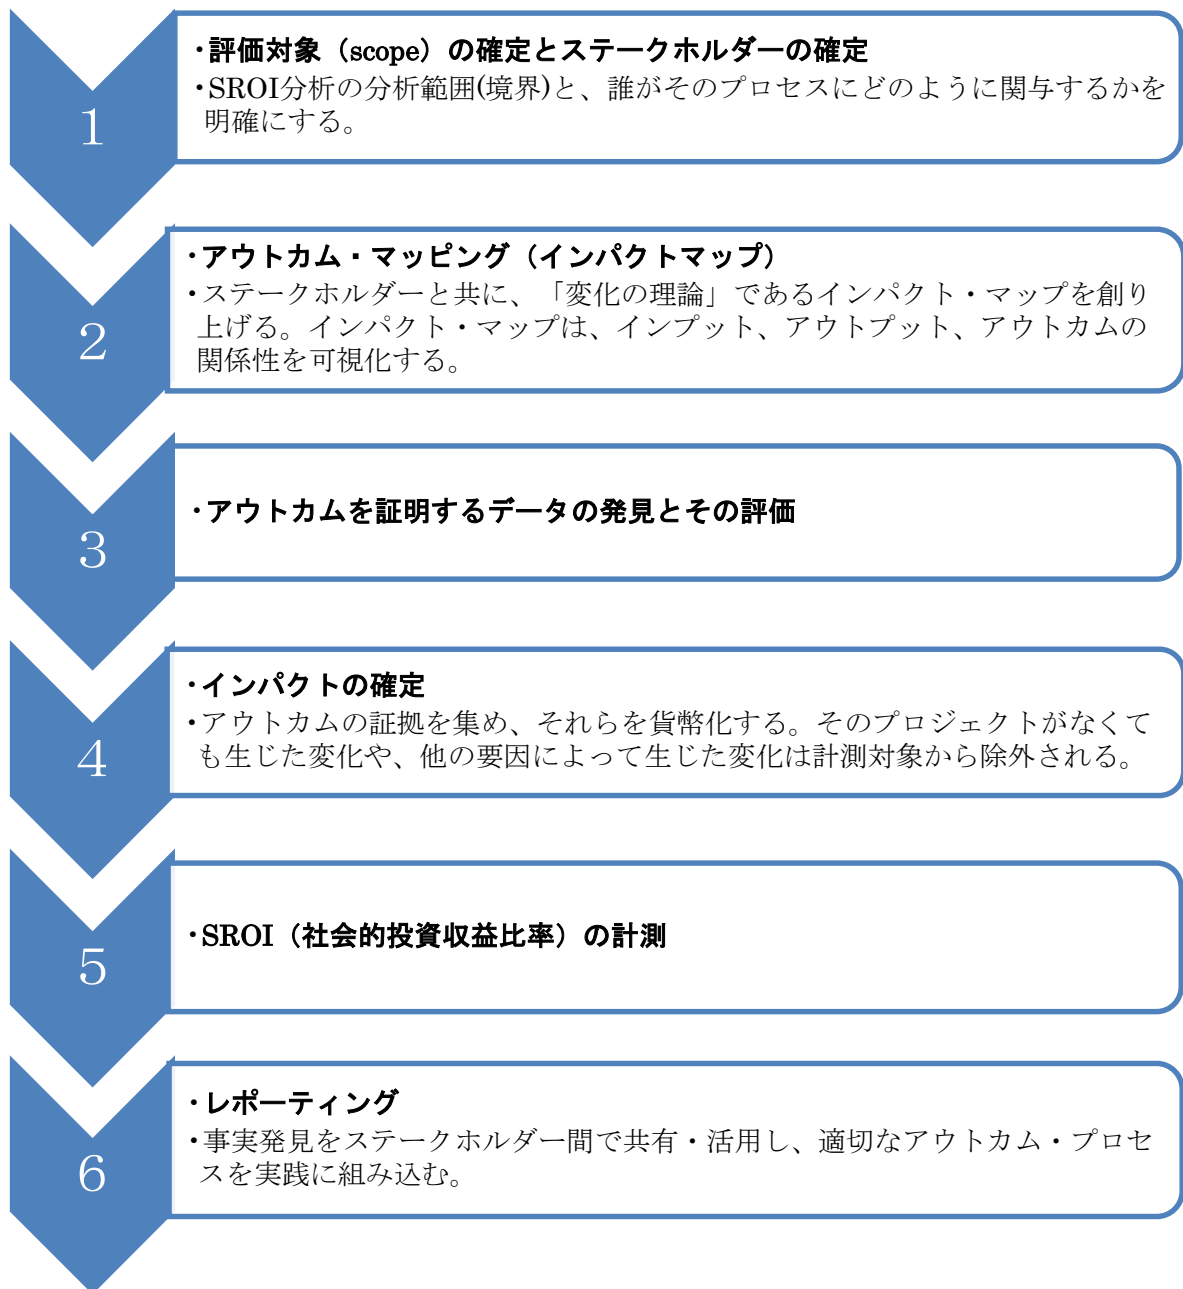 1
・評価対象（scope）の確定とステークホルダーの確定
・SROI分析の分析範囲(境界)と、誰がそのプロセスにどのように関与するかを
明確にする。
2
・アウトカム・マッピング（インパクトマップ）
・ステークホルダーと共に、「変化の理論」であるインパクト・マップを創り
上げる。インパクト・マップは、インプット、アウトプット、アウトカムの
関係性を可視化する。
3
・アウトカムを証明するデータの発見とその評価
4
・インパクトの確定
・アウトカムの証拠を集め、それらを貨幣化する。そのプロジェクトがなくて
も生じた変化や、他の要因によって生じた変化は計測対象から除外される。
5
・SROI（社会的投資収益比率）の計測
6
・レポーティング
・事実発見をステークホルダー間で共有・活用し、適切なアウトカム・プロセ
スを実践に組み込む。